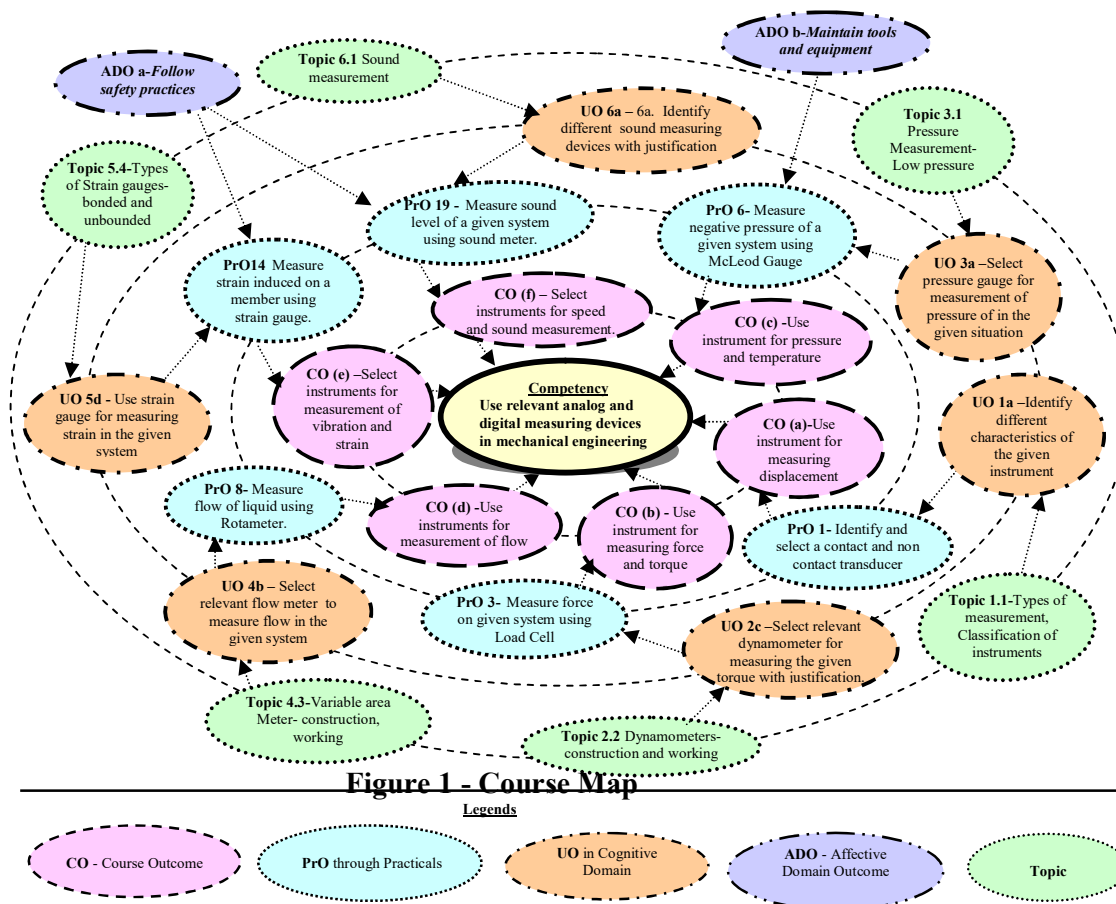 ADO a-Follow
safety practices
Topic 6.1 Sound
measurement
ADO b-Maintain tools
and equipment
UO 6a – 6a. Identify
different sound measuring
devices with justification
Topic 3.1
Pressure
Measurement-
Low pressure
Topic 5.4-Types
of Strain gauges-
bonded and
unbounded
PrO 19 - Measure sound
level of a given system
using sound meter.
PrO 6- Measure
negative pressure of a
given system using
McLeod Gauge
UO 3a –Select
pressure gauge for
measurement of
pressure of in the
given situation
PrO14 Measure
strain induced on a
member using
strain gauge.
CO (f) – Select
instruments for speed
and sound measurement.
CO (c) -Use
instrument for pressure
and temperature
CO (e) –Select
instruments for
measurement of
vibration and
strain
Competency
Use relevant analog and
digital measuring devices
in mechanical engineering
UO 5d - Use strain
gauge for measuring
strain in the given
system
CO (a)-Use
instrument for
measuring
displacement
UO 1a –Identify
different
characteristics of
the given
instrument
PrO 8- Measure
flow of liquid using
Rotameter.
CO (d) -Use
instruments for
measurement of flow
CO (b) - Use
instrument for
measuring force
and torque
PrO 1- Identify and
select a contact and non
contact transducer
UO 4b – Select
relevant flow meter to
measure flow in the
given system
PrO 3- Measure force
on given system using
Load Cell
UO 2c –Select relevant
dynamometer for
measuring the given
torque with justification.
Topic 1.1-Types of
measurement,
Classification of
instruments
Topic 4.3-Variable area
Meter- construction,
working
Topic 2.2 Dynamometers-
construction and working
Figure 1 - Course Map
Legends
CO - Course Outcome
PrO through Practicals
UO in Cognitive
Domain
ADO - Affective
Domain Outcome
Topic